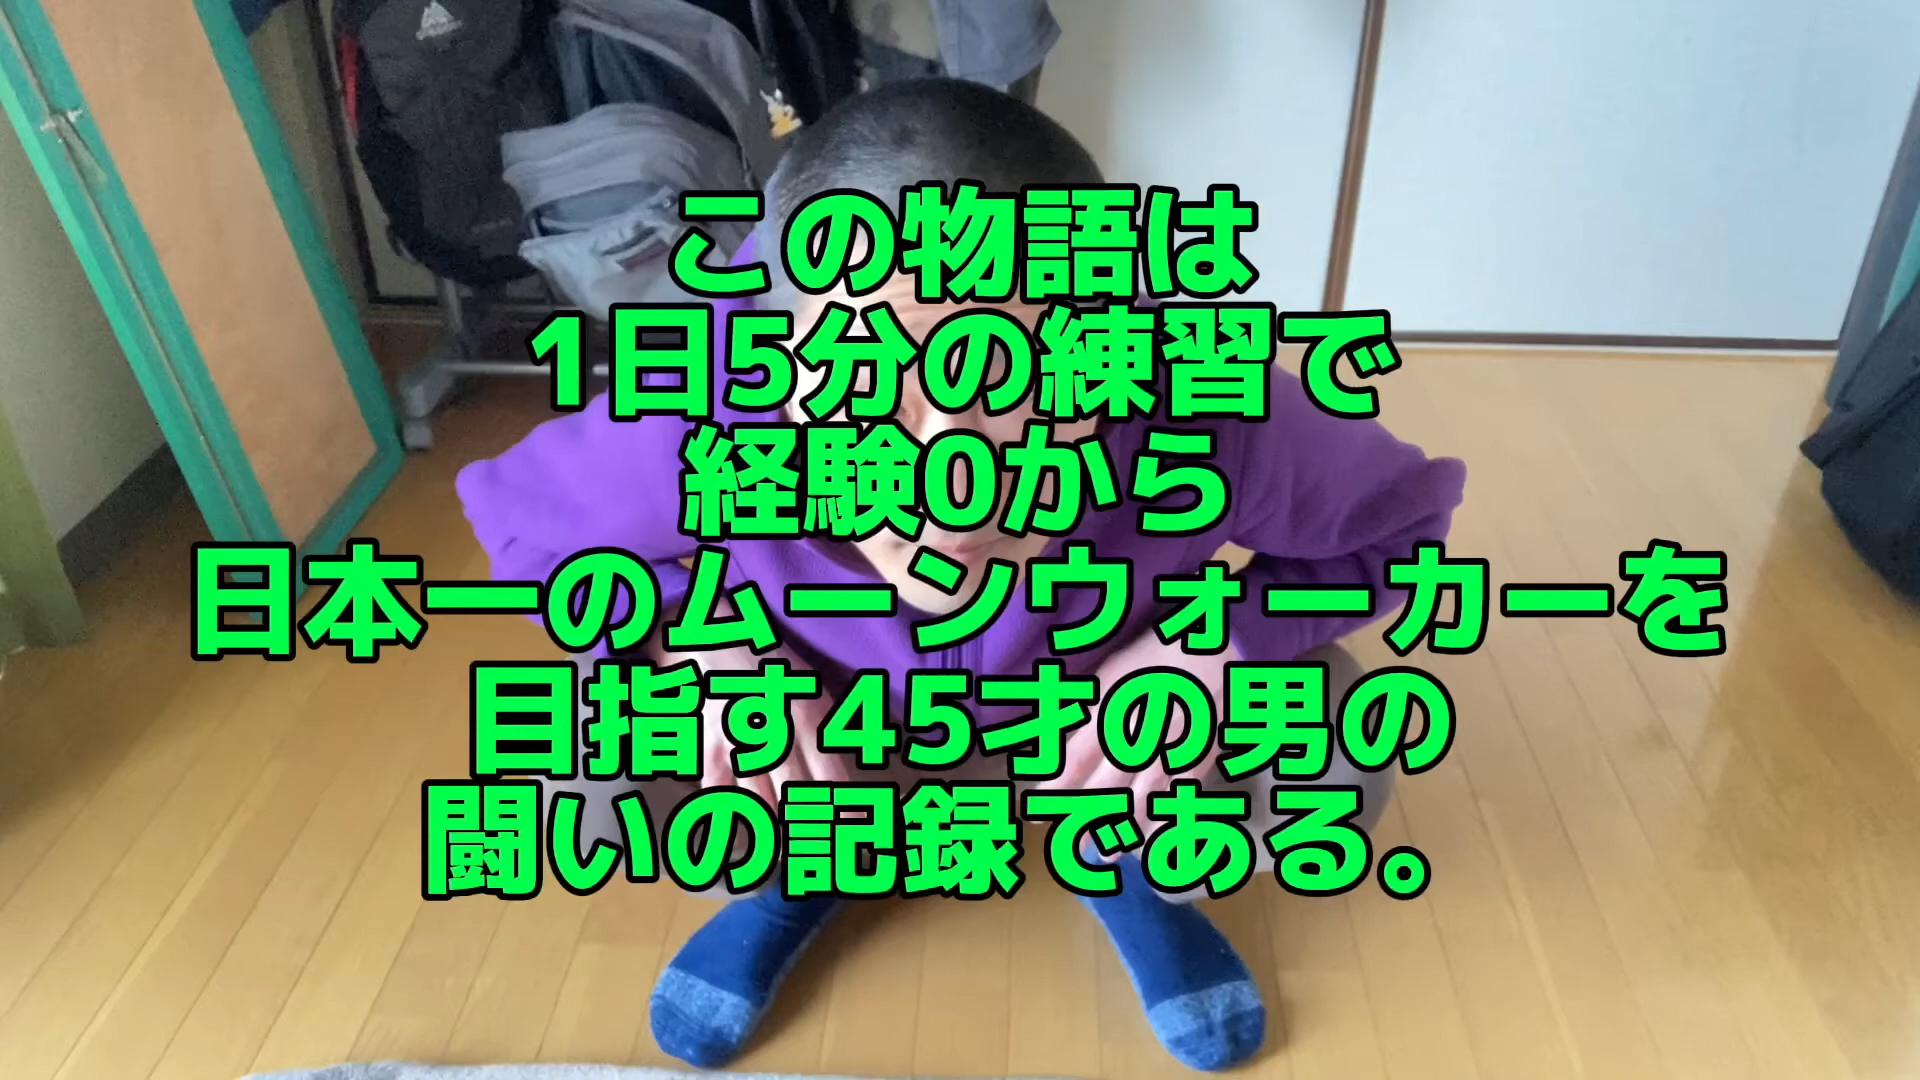 この物語は
1日5分の練習で
経験0から
日本一のムーンウォーカーを
目指す45才の男の
闘いの記録である。